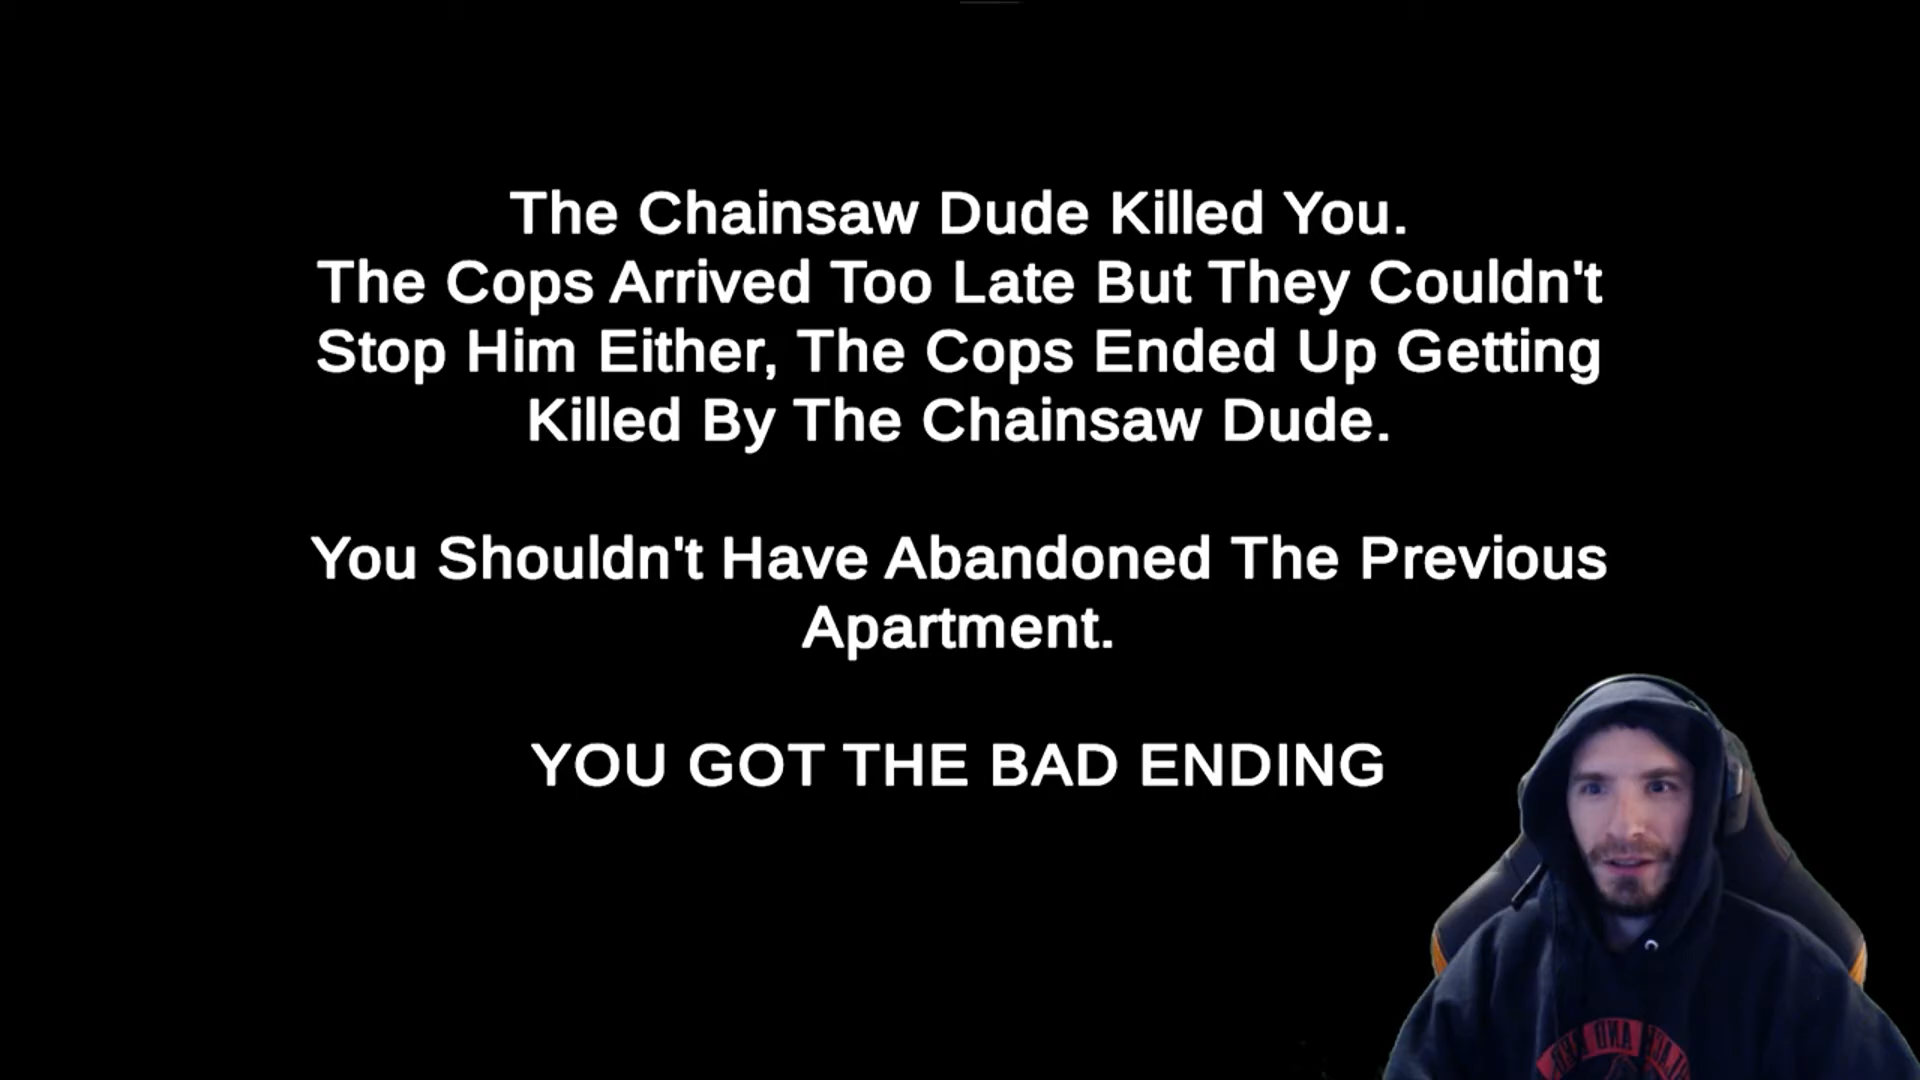 The Chainsaw Dude Killed You.
The Cops Arrived Too Late But They Couldn't
Stop Him Either, The Cops Ended Up Getting
Killed By The Chainsaw Dude.
You Shouldn't Have Abandoned The Previous
Apartment.
YOU GOT THE BAD ENDING